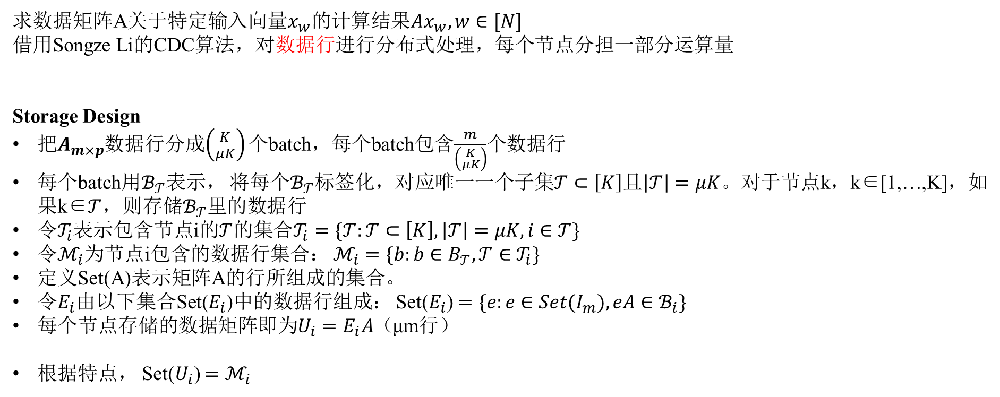 求数据矩阵A关于特定输入向量$x_w$的计算结果$Ax_w, w \in [N]$
借用Songze Li的CDC算法，对数据行进行分布式处理，每个节点分担一部分运算量
Storage Design
• 把$\boldsymbol{A_{m \times p}}$数据行分成$\binom{K}{\mu K}$个batch，每个batch包含$\frac{m}{\binom{K}{\mu K}}$个数据行
• 每个batch用$\mathcal{B}_{\mathcal{T}}$表示， 将每个$\mathcal{B}_{\mathcal{T}}$标签化，对应唯一一个子集$\mathcal{T} \subset [K]$且$|\mathcal{T}| = \mu K$。对于节点k，k∈[1,…,K]，如
果k∈$\mathcal{T}$，则存储$\mathcal{B}_{\mathcal{T}}$里的数据行
• 令$\mathcal{T}_i$表示包含节点i的$\mathcal{T}$的集合$\mathcal{T}_i = \{\mathcal{T}: \mathcal{T} \subset [K], |\mathcal{T}| = \mu K, i \in \mathcal{T}\}$
• 令$\mathcal{M}_i$为节点i包含的数据行集合： $\mathcal{M}_i = \{b: b \in B_{\mathcal{T}}, \mathcal{T} \in \mathcal{T}_i\}$
• 定义Set(A)表示矩阵A的行所组成的集合。
• 令$E_i$由以下集合Set($E_i$)中的数据行组成： Set($E_i$) = $\{e: e \in Set(I_m), eA \in \mathcal{B}_i\}$
• 每个节点存储的数据矩阵即为$U_i = E_iA$（μm行）
• 根据特点， Set($U_i$) = $\mathcal{M}_i$